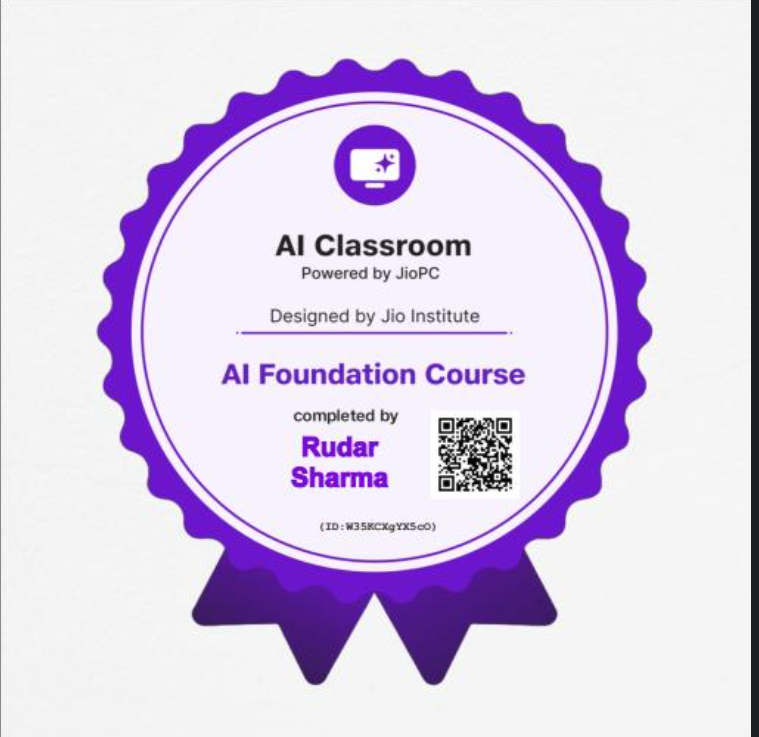 AI Classroom
Powered by JioPC
Designed by Jio Institute
AI Foundation Course
completed by
Rudar
Sharma
(ID:W35KCXgYX5cO)